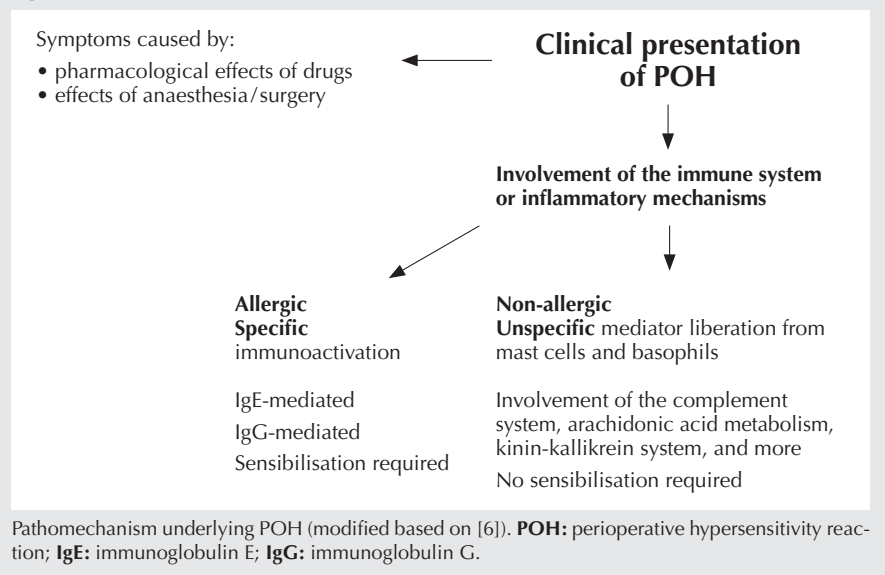 Symptoms caused by:
• pharmacological effects of drugs
• effects of anaesthesia/surgery
Clinical presentation
of POH
Involvement of the immune system
or inflammatory mechanisms
Allergic
Specific
immunoactivation
IgE-mediated
IgG-mediated
Sensibilisation required
Non-allergic
Unspecific mediator liberation from
mast cells and basophils
Involvement of the complement
system, arachidonic acid metabolism,
kinin-kallikrein system, and more
No sensibilisation required
Pathomechanism underlying POH (modified based on [6]). POH: perioperative hypersensitivity reac-
tion; IgE: immunoglobulin E; IgG: immunoglobulin G.